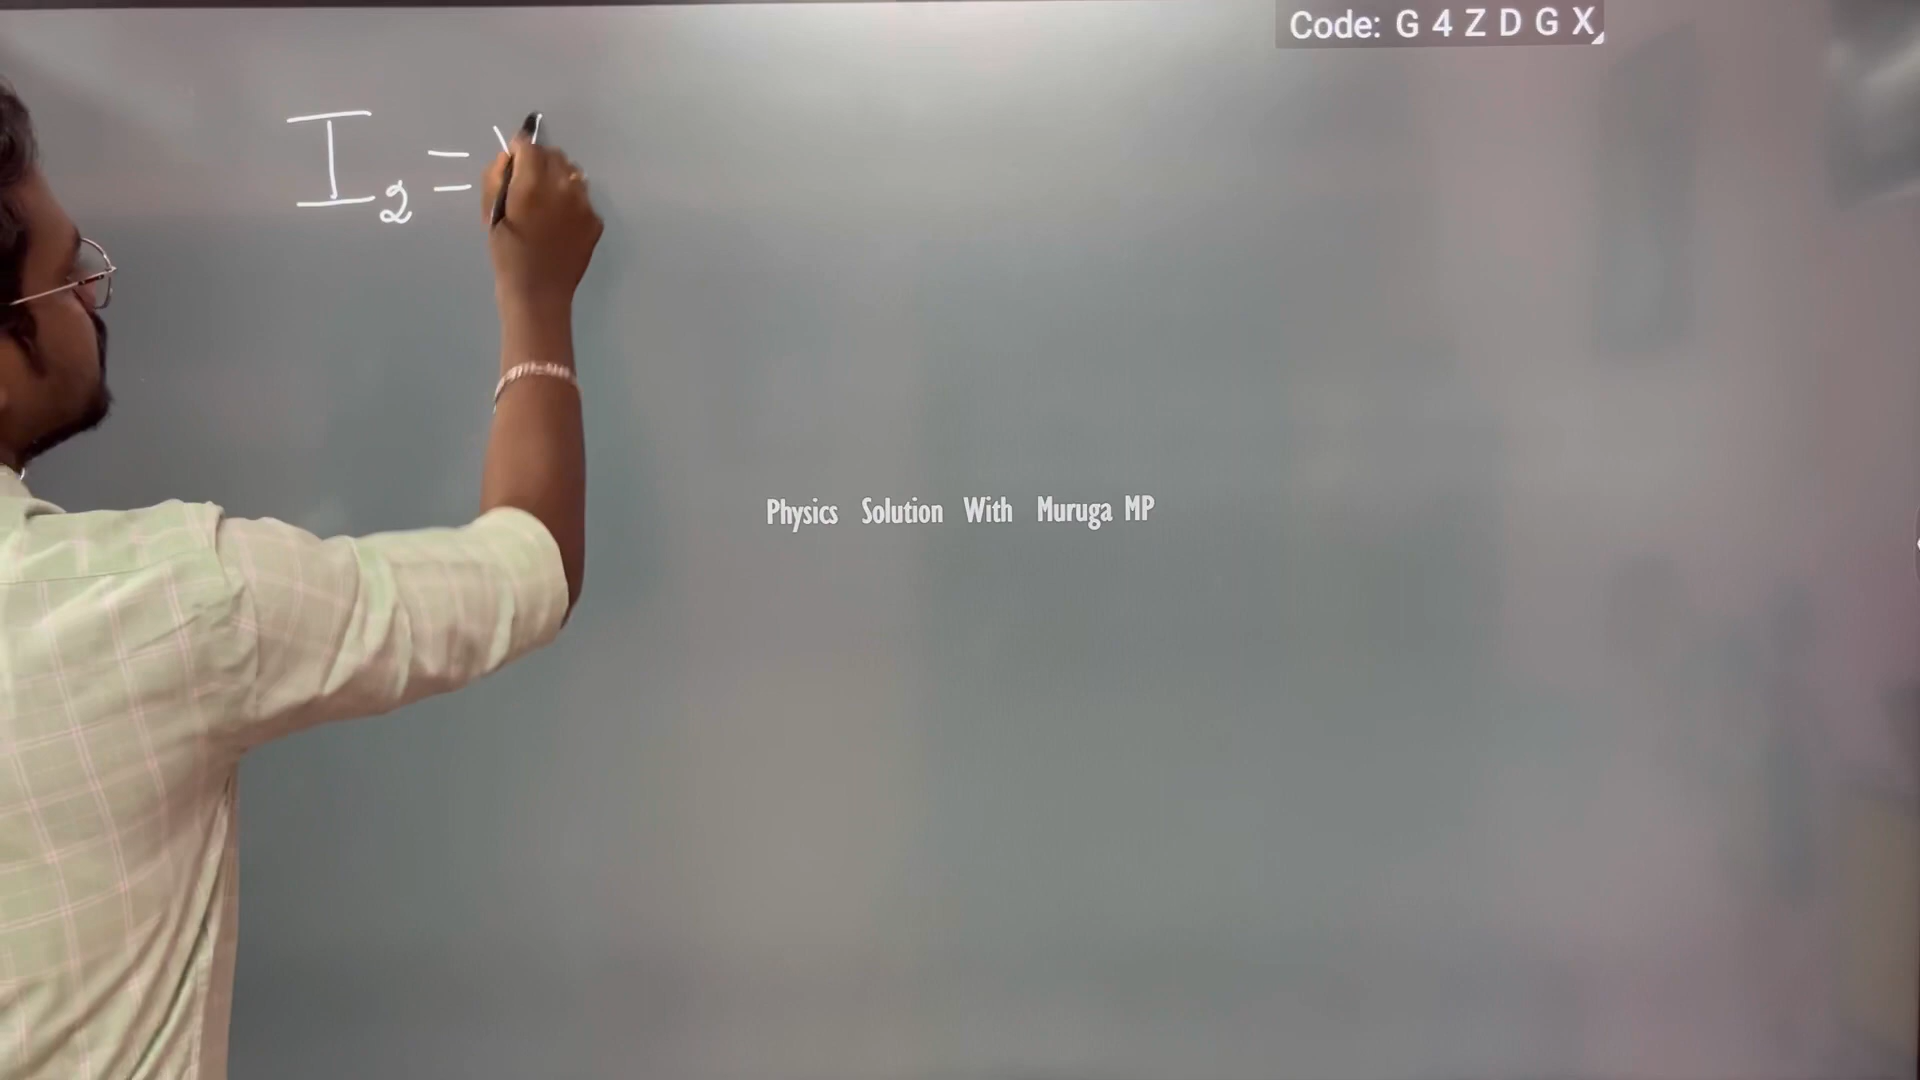 Code: G 4 Z D G X
I₂ =
Physics Solution With Muruga MP